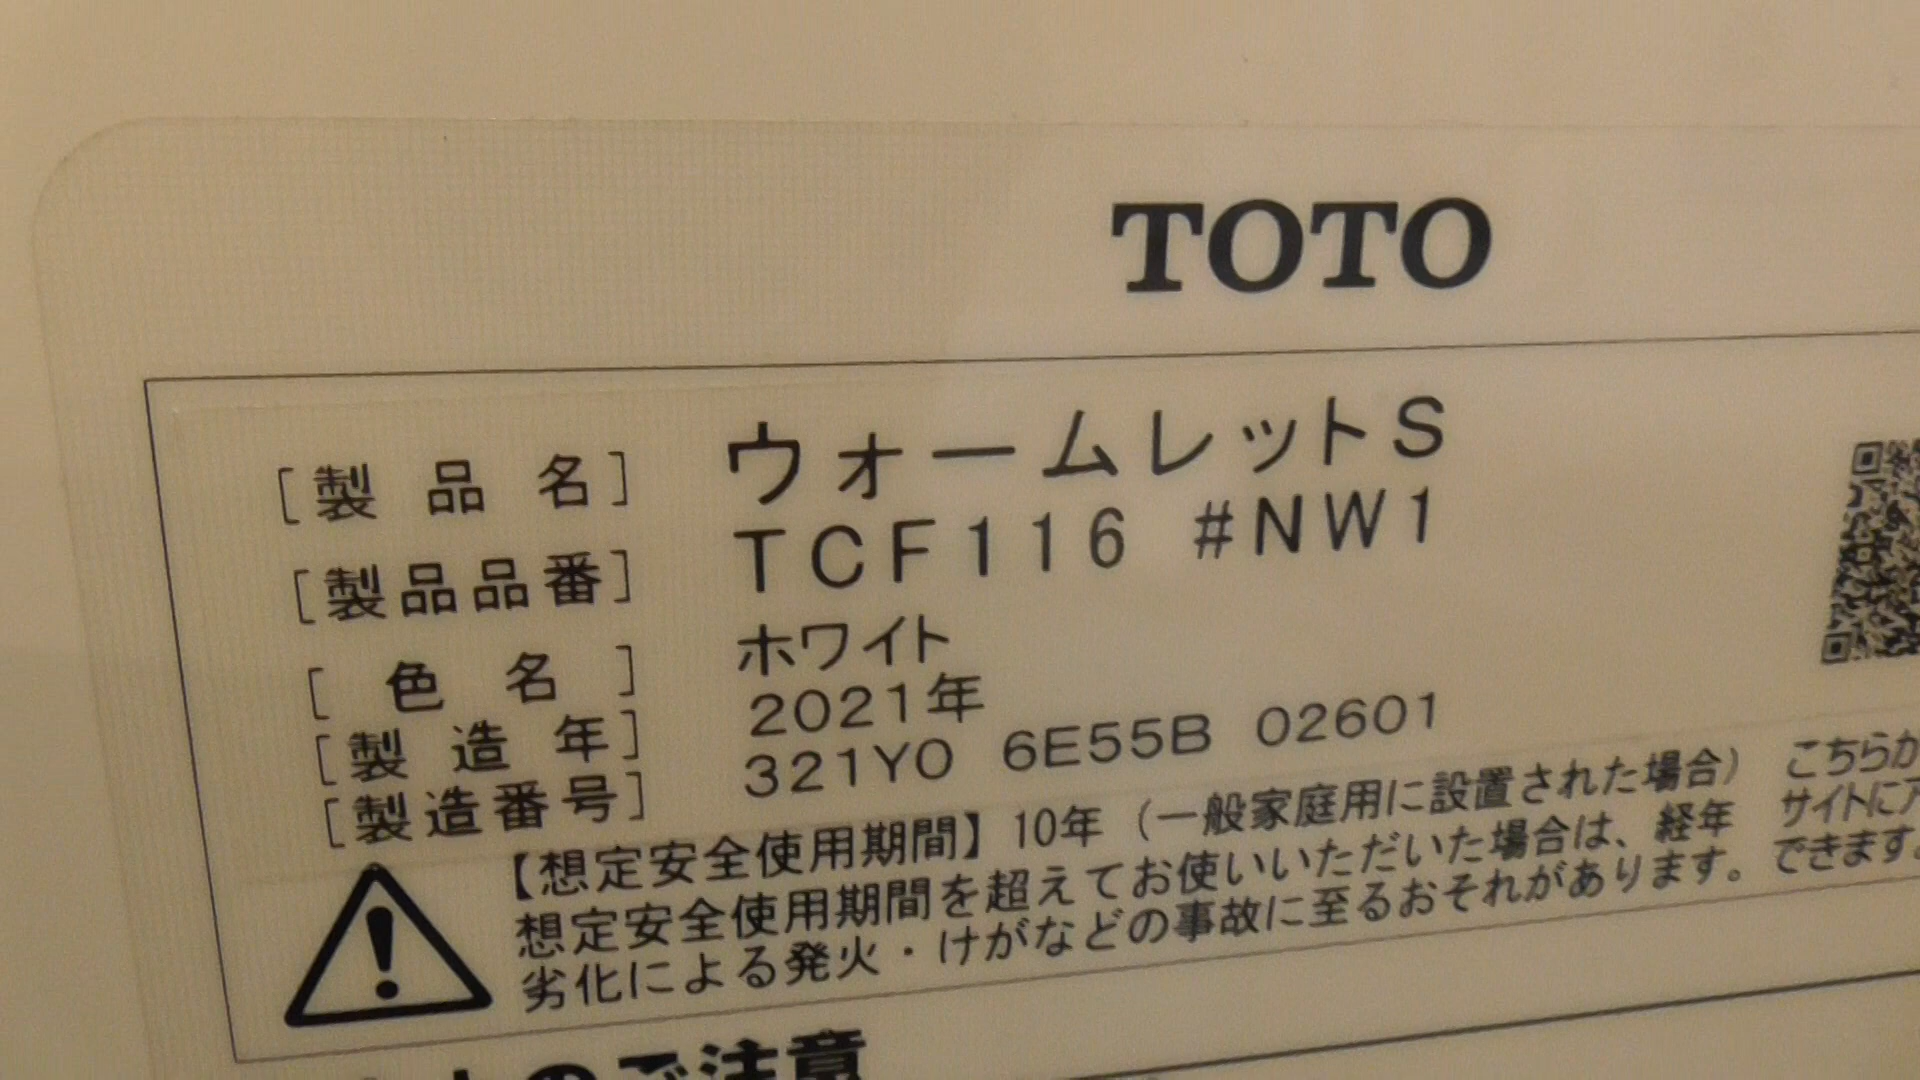 TOTO
[製品名] ウォームレットS
[製品品番] TCF116 #NW1
[色名] ホワイト
[製造年] 2021年
[製造番号] 321YO 6E55B 02601
【想定安全使用期間】10年(一般家庭用に設置された場合)
想定安全使用期間を超えてお使いいただいた場合は、経年
劣化による発火・けがなどの事故に至るおそれがあります。
こちらか
サイトにア
できます。
のご注意